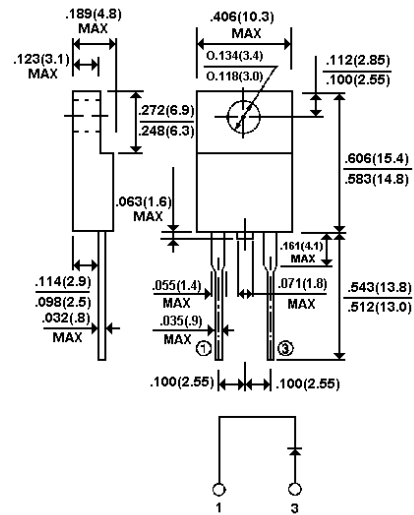 .189(4.8)
MAX
.123(3.1)
MAX
.406(10.3)
MAX
O.134(3.4)
O.118(3.0)
.112(2.85)
.100(2.55)
.272(6.9)
.248(6.3)
.606(15.4)
.583(14.8)
.063(1.6)
MAX
.161(4.1)
MAX
.114(2.9)
.098(2.5)
.055(1.4)
MAX
.071(1.8)
MAX
.543(13.8)
.512(13.0)
.032(.8)
MAX
.035(.9)
MAX
1
3
.100(2.55)
.100(2.55)
1
3